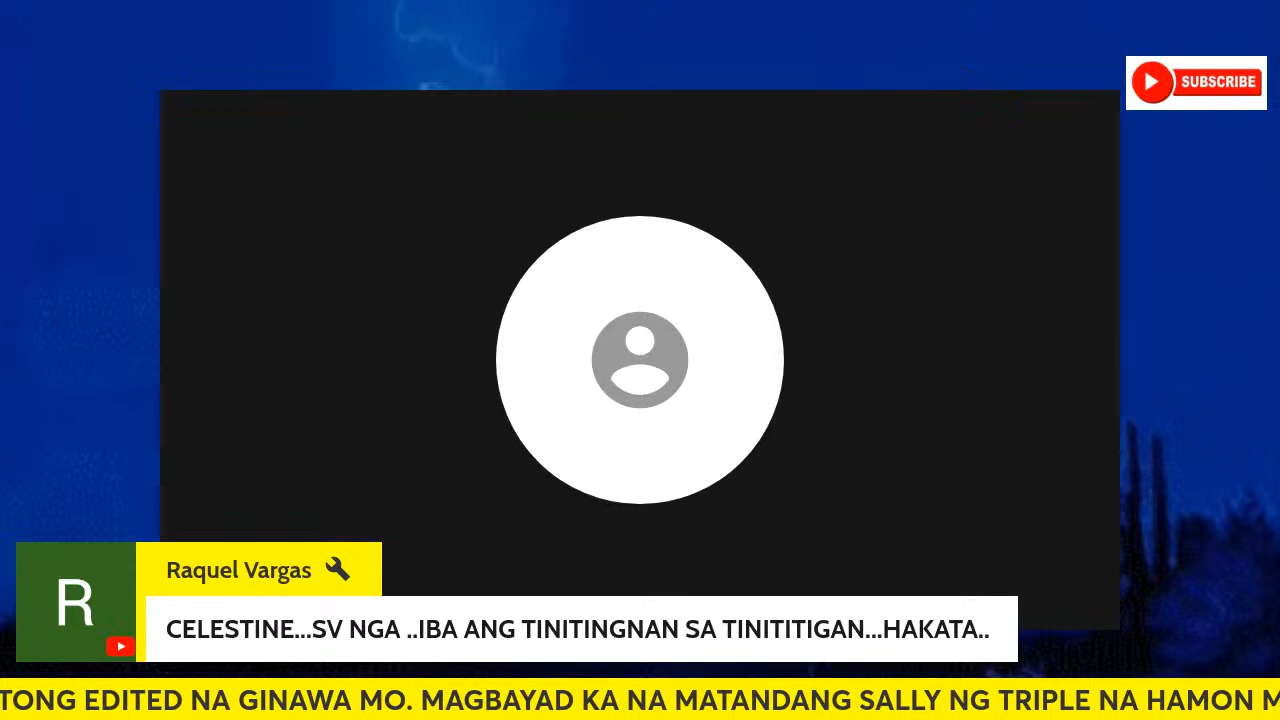 SUBSCRIBE
R
Raquel Vargas
CELESTINE...SV NGA ..IBA ANG TINITINGNAN SA TINITITIGAN...HAKATA..
TONG EDITED NA GINAWA MO. MAGBAYAD KA NA MATANDANG SALLY NG TRIPLE NA HAMON M